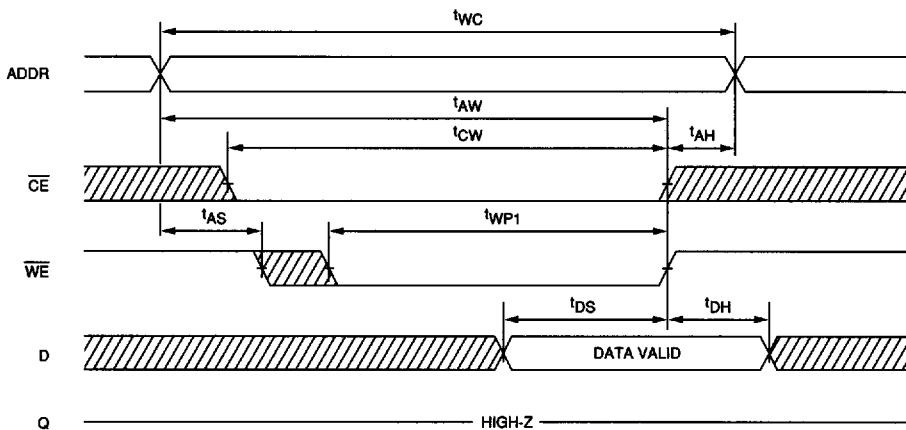 tWC
ADDR
tAW
tCW
tAH
CE
tAS
tWP1
WE
tDS
tDH
D
DATA VALID
Q
HIGH-Z